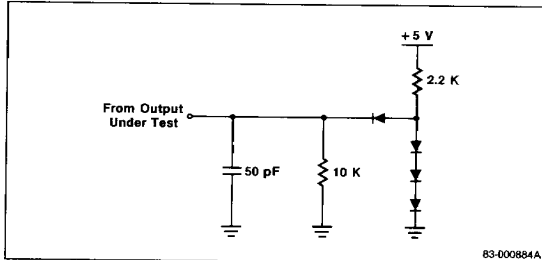 +5 V
2.2 K
From Output
Under Test
50 pF
10 K
83-000884A